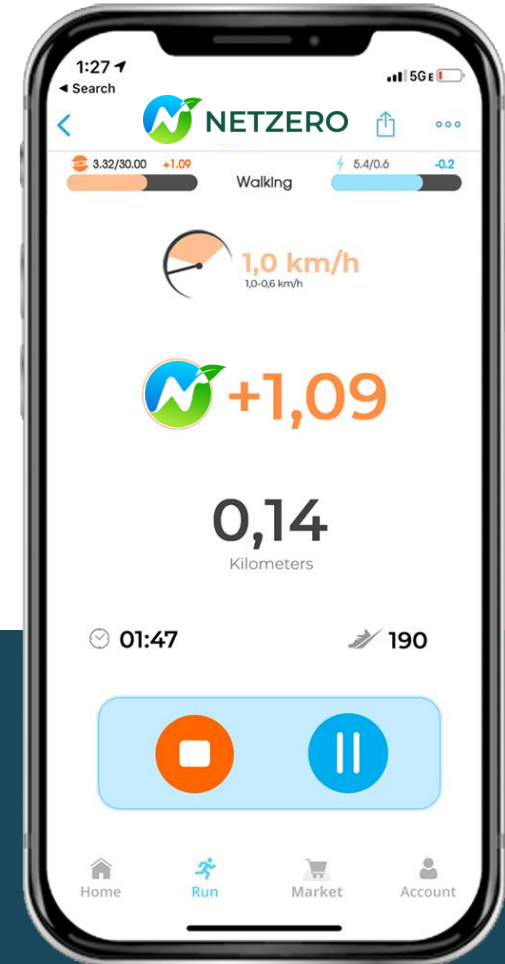 1:27
5G E
◄ Search
NETZERO
3.32/30.00 +1.09
Walking
5.4/0.6 -0.2
1,0 km/h
1,0-0,6 km/h
+1,09
0,14
Kilometers
01:47
190
Home Run Market Account